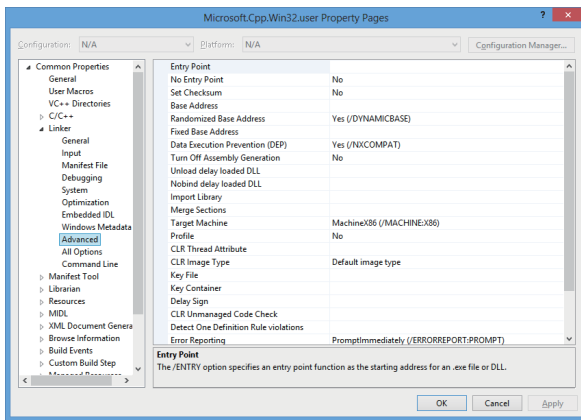 Microsoft.Cpp.Win32.user Property Pages
? x
Configuration: N/A Platform: N/A Configuration Manager...
Common Properties
General
User Macros
VC++ Directories
C/C++
Linker
General
Input
Manifest File
Debugging
System
Optimization
Embedded IDL
Windows Metadata
Advanced
All Options
Command Line
Manifest Tool
Librarian
Resources
MIDL
XML Document Genera
Browse Information
Build Events
Custom Build Step
Entry Point
No Entry Point No
Set Checksum No
Base Address
Randomized Base Address Yes (/DYNAMICBASE)
Fixed Base Address
Data Execution Prevention (DEP) Yes (/NXCOMPAT)
Turn Off Assembly Generation No
Unload delay loaded DLL
Nobind delay loaded DLL
Import Library
Merge Sections
Target Machine MachineX86 (/MACHINE:X86)
Profile No
CLR Thread Attribute
CLR Image Type Default image type
Key File
Key Container
Delay Sign
CLR Unmanaged Code Check
Detect One Definition Rule violations
Error Reporting PromptImmediately (/ERRORREPORT:PROMPT)
Entry Point
The /ENTRY option specifies an entry point function as the starting address for an .exe file or DLL.
OK Cancel Apply